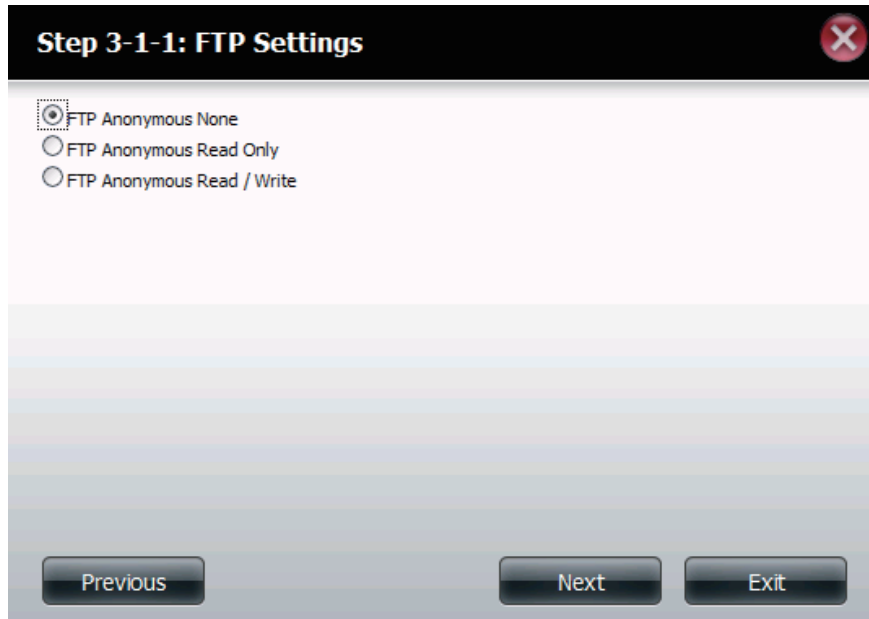 Step 3-1-1: FTP Settings
FTP Anonymous None
FTP Anonymous Read Only
FTP Anonymous Read / Write
Previous Next Exit